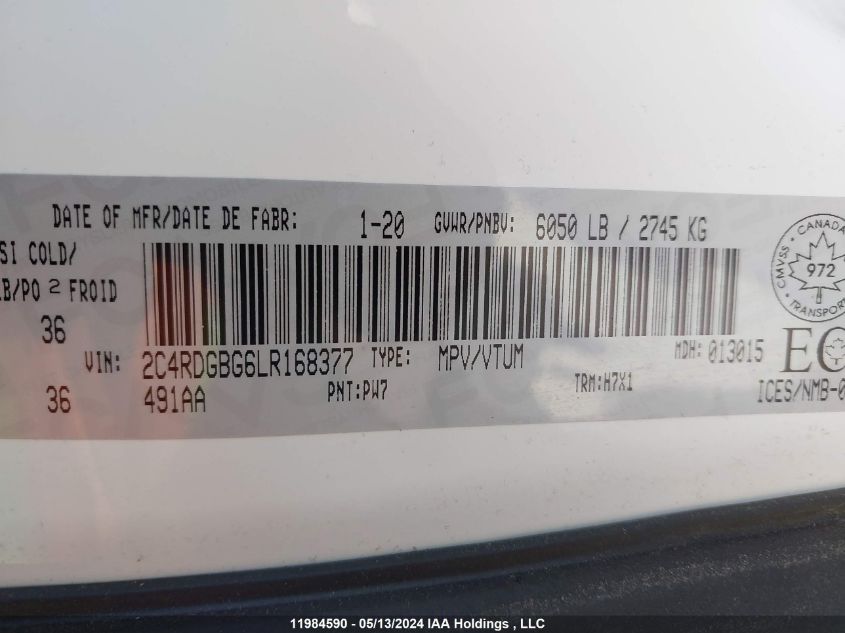 DATE OF MFR/DATE DE FABR: 1-20 GVWR/PNBV: 6050 LB / 2745 KG
SI COLD/
LB/PO 2 FROID
36
VIN: 2C4RDGBG6LR168377 TYPE: MPV/VTUM MDH: 013015
36 491AA PNT:PW7 TRM:H7X1
CANADA
CMVSS 972
TRANSPORT
EC
ICES/NMB-0
11984590 - 05/13/2024 IAA Holdings , LLC